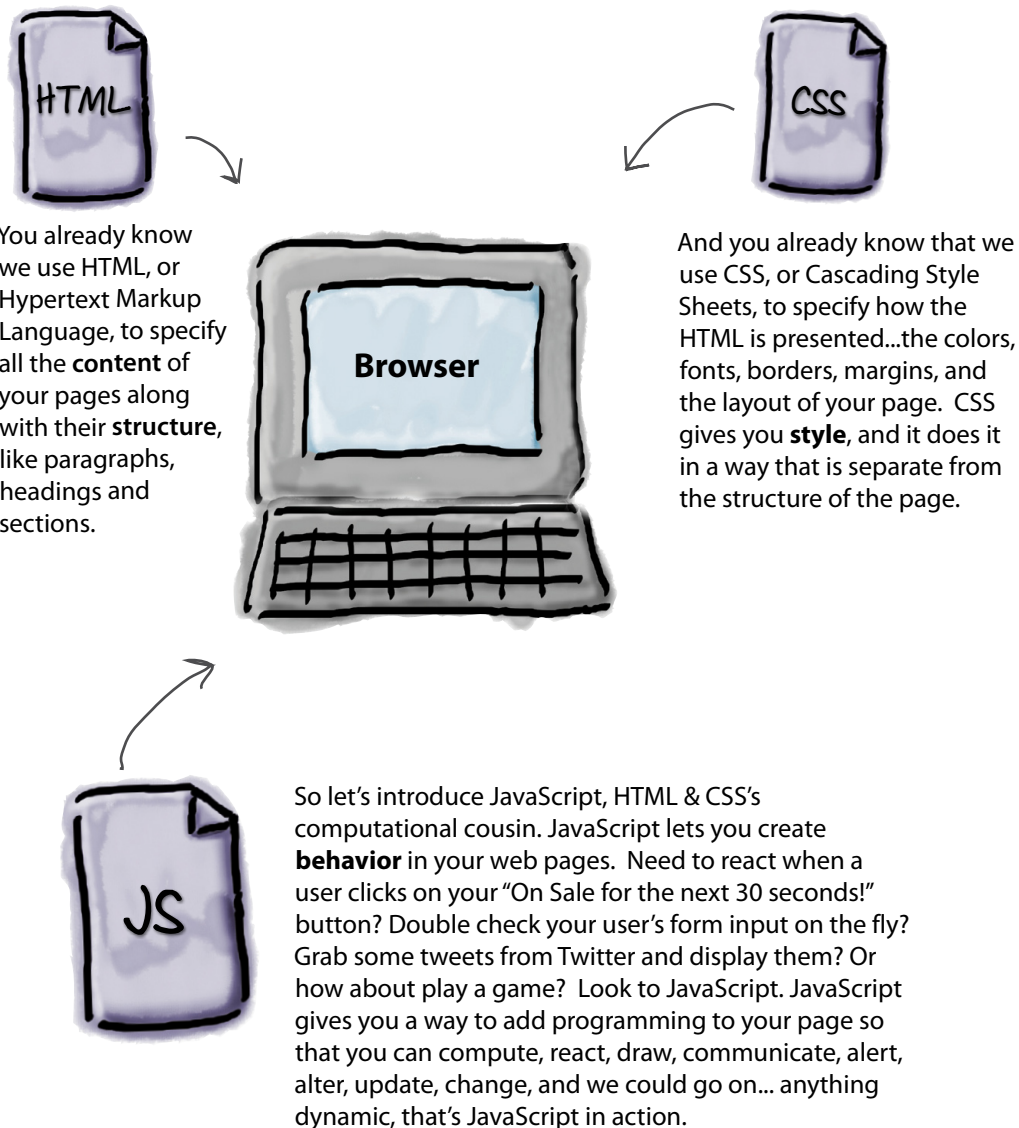 HTML
CSS
You already know
we use HTML, or
Hypertext Markup
Language, to specify
all the content of
your pages along
with their structure,
like paragraphs,
headings and
sections.
Browser
And you already know that we
use CSS, or Cascading Style
Sheets, to specify how the
HTML is presented...the colors,
fonts, borders, margins, and
the layout of your page.  CSS
gives you style, and it does it
in a way that is separate from
the structure of the page.
JS
So let’s introduce JavaScript, HTML & CSS’s
computational cousin. JavaScript lets you create
behavior in your web pages.  Need to react when a
user clicks on your “On Sale for the next 30 seconds!”
button? Double check your user’s form input on the fly?
Grab some tweets from Twitter and display them? Or
how about play a game?  Look to JavaScript. JavaScript
gives you a way to add programming to your page so
that you can compute, react, draw, communicate, alert,
alter, update, change, and we could go on... anything
dynamic, that’s JavaScript in action.